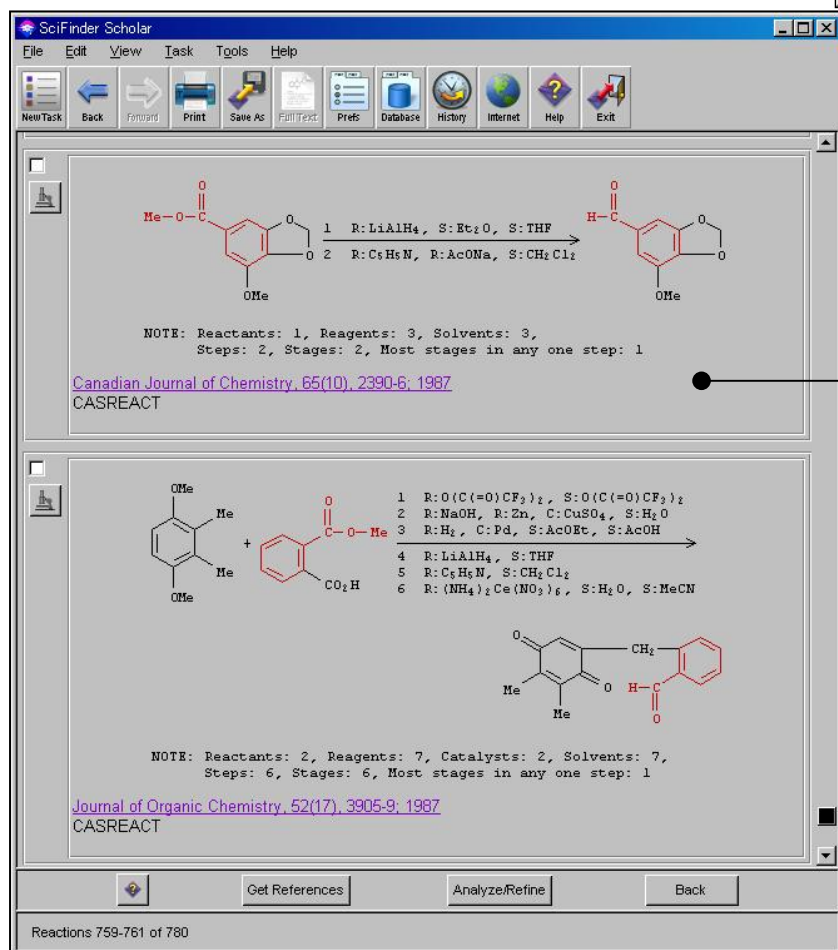 SciFinder Scholar
File Edit View Task Tools Help
NewTask Back Forward Print Save As Full Text Prefs Database History Internet Help Exit
O
Me-O-C
O
O
OMe
1 R:LiAlH4, S:Et2O, S:THF
2 R:C5H5N, R:AcONa, S:CH2Cl2
O
H-C
O
O
OMe
NOTE: Reactants: 1, Reagents: 3, Solvents: 3,
Steps: 2, Stages: 2, Most stages in any one step: 1
Canadian Journal of Chemistry, 65(10), 2390-6; 1987
CASREACT
OMe
Me
Me
OMe
+
O
C-O-Me
CO2H
1 R:O(C(=O)CF3)2, S:O(C(=O)CF3)2
2 R:NaOH, R:Zn, C:CuSO4, S:H2O
3 R:H2, C:Pd, S:AcOEt, S:AcOH
4 R:LiAlH4, S:THF
5 R:C5H5N, S:CH2Cl2
6 R:(NH4)2Ce(NO3)6, S:H2O, S:MeCN
O
CH2
Me
O
H-C
Me
O
NOTE: Reactants: 2, Reagents: 7, Catalysts: 2, Solvents: 7,
Steps: 6, Stages: 6, Most stages in any one step: 1
Journal of Organic Chemistry, 52(17), 3905-9; 1987
CASREACT
Get References Analyze/Refine Back
Reactions 759-761 of 780